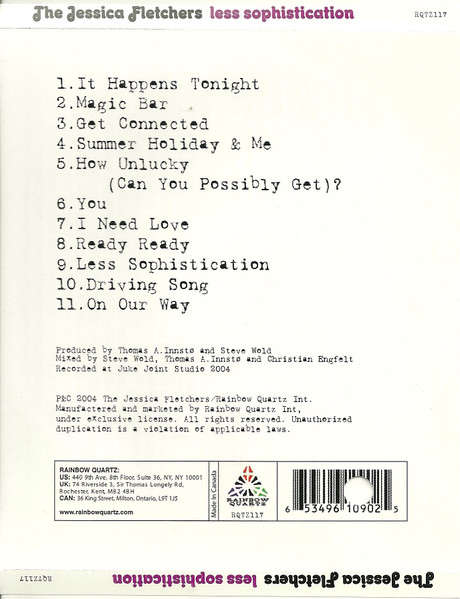 The Jessica Fletchers less sophistication RQTZ117
1.It Happens Tonight
2.Magic Bar
3.Get Connected
4.Summer Holiday & Me
5.How Unlucky
(Can You Possibly Get)?
6.You
7.I Need Love
8.Ready Ready
9.Less Sophistication
10.Driving Song
11.On Our Way
Produced by Thomas A.Innstø and Steve Wold
Mixed by Steve Wold, Thomas A.Innstø and Christian Engfelt
Recorded at Juke Joint Studio 2004
P&C 2004 The Jessica Fletchers/Rainbow Quartz Int.
Manufactered and marketed by Rainbow Quartz Int,
under exclusive license. All rights reserved. Unauthorized
duplication is a violation of applicable laws.
RAINBOW QUARTZ:
US: 440 9th Ave. 8th Floor, Suite 36, NY, NY 10001
UK: 74 Riverside 3, Sir Thomas Longely Rd,
Rochester, Kent, MB2 4BH
CAN: 36 King Street, Milton, Ontario, L9T 1J5
www.rainbowquartz.com
Made In Canada
RAINBOW
QUARTZ
RQTZ117
6 53496 10902 5
The Jessica Fletchers less sophistication RQTZ117